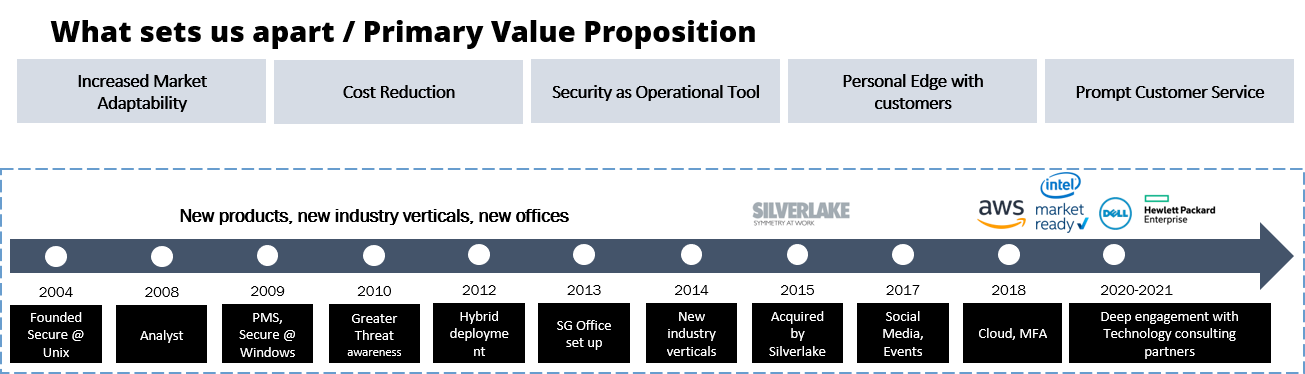 What sets us apart / Primary Value Proposition
Increased Market
Adaptability
Cost Reduction
Security as Operational Tool
Personal Edge with
customers
Prompt Customer Service
New products, new industry verticals, new offices
SILVERLAKE
SYMMETRY AT WORK
aws
intel
market
ready
DELL
Hewlett Packard
Enterprise
2004
2008
2009
2010
2012
2013
2014
2015
2017
2018
2020-2021
Founded
Secure @
Unix
Analyst
PMS,
Secure @
Windows
Greater
Threat
awareness
Hybrid
deployme
nt
SG Office
set up
New
industry
verticals
Acquired
by
Silverlake
Social
Media,
Events
Cloud, MFA
Deep engagement with
Technology consulting
partners